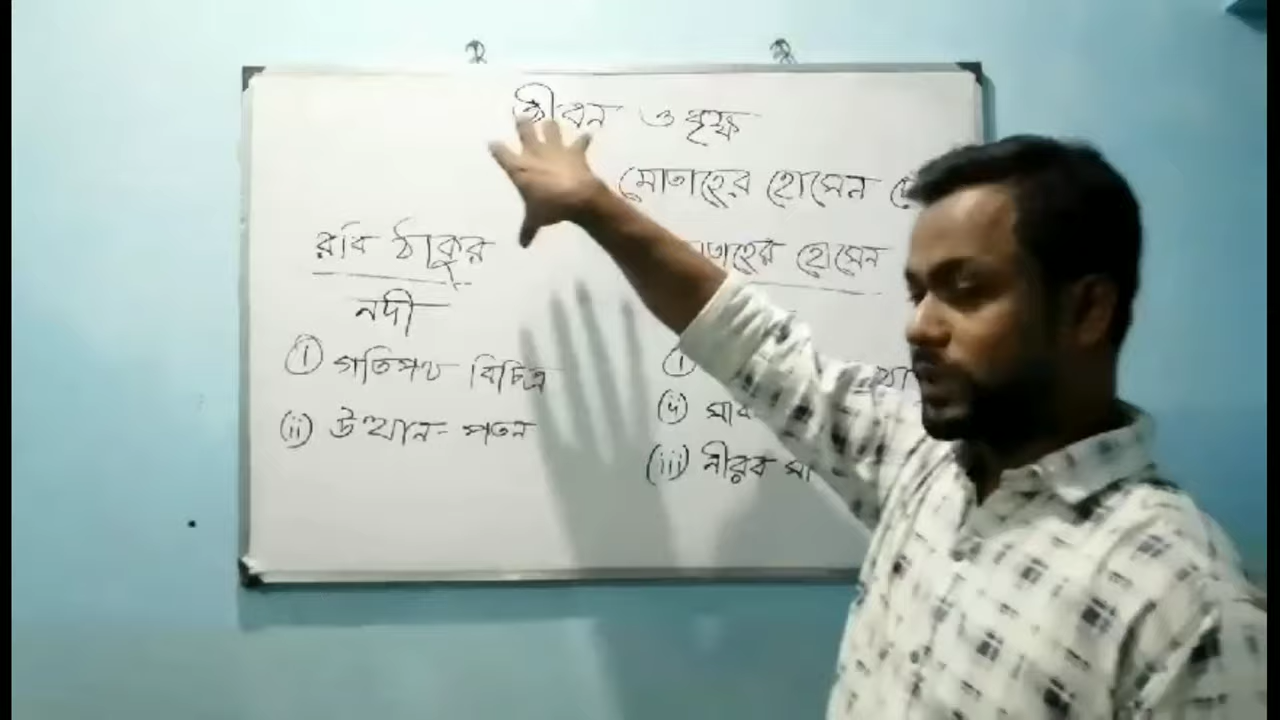 জীবন ও বৃক্ষ
মোতাহের হোসেন
রবি ঠাকুর
নদী
(i) গতিপথ বিচিত্র
(ii) উত্থান-পতন
হোসেন
(i)
(ii)
(iii) নীরব